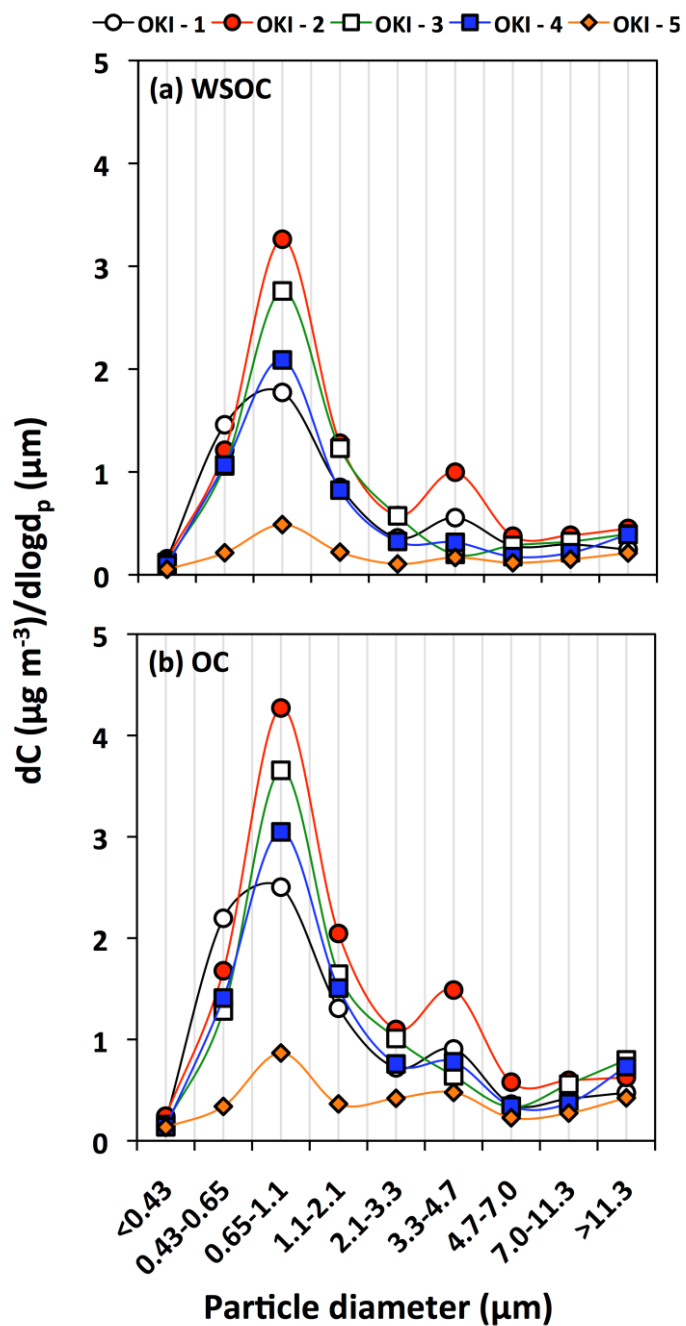 OKI - 1 OKI - 2 OKI - 3 OKI - 4 OKI - 5
(a) WSOC
5
4
3
2
1
0
(b) OC
5
4
3
2
1
0
dC (µg m⁻³)/dlogdₚ (µm)
<0.43 0.43-0.65 0.65-1.1 1.1-2.1 2.1-3.3 3.3-4.7 4.7-7.0 7.0-11.3 >11.3
Particle diameter (µm)